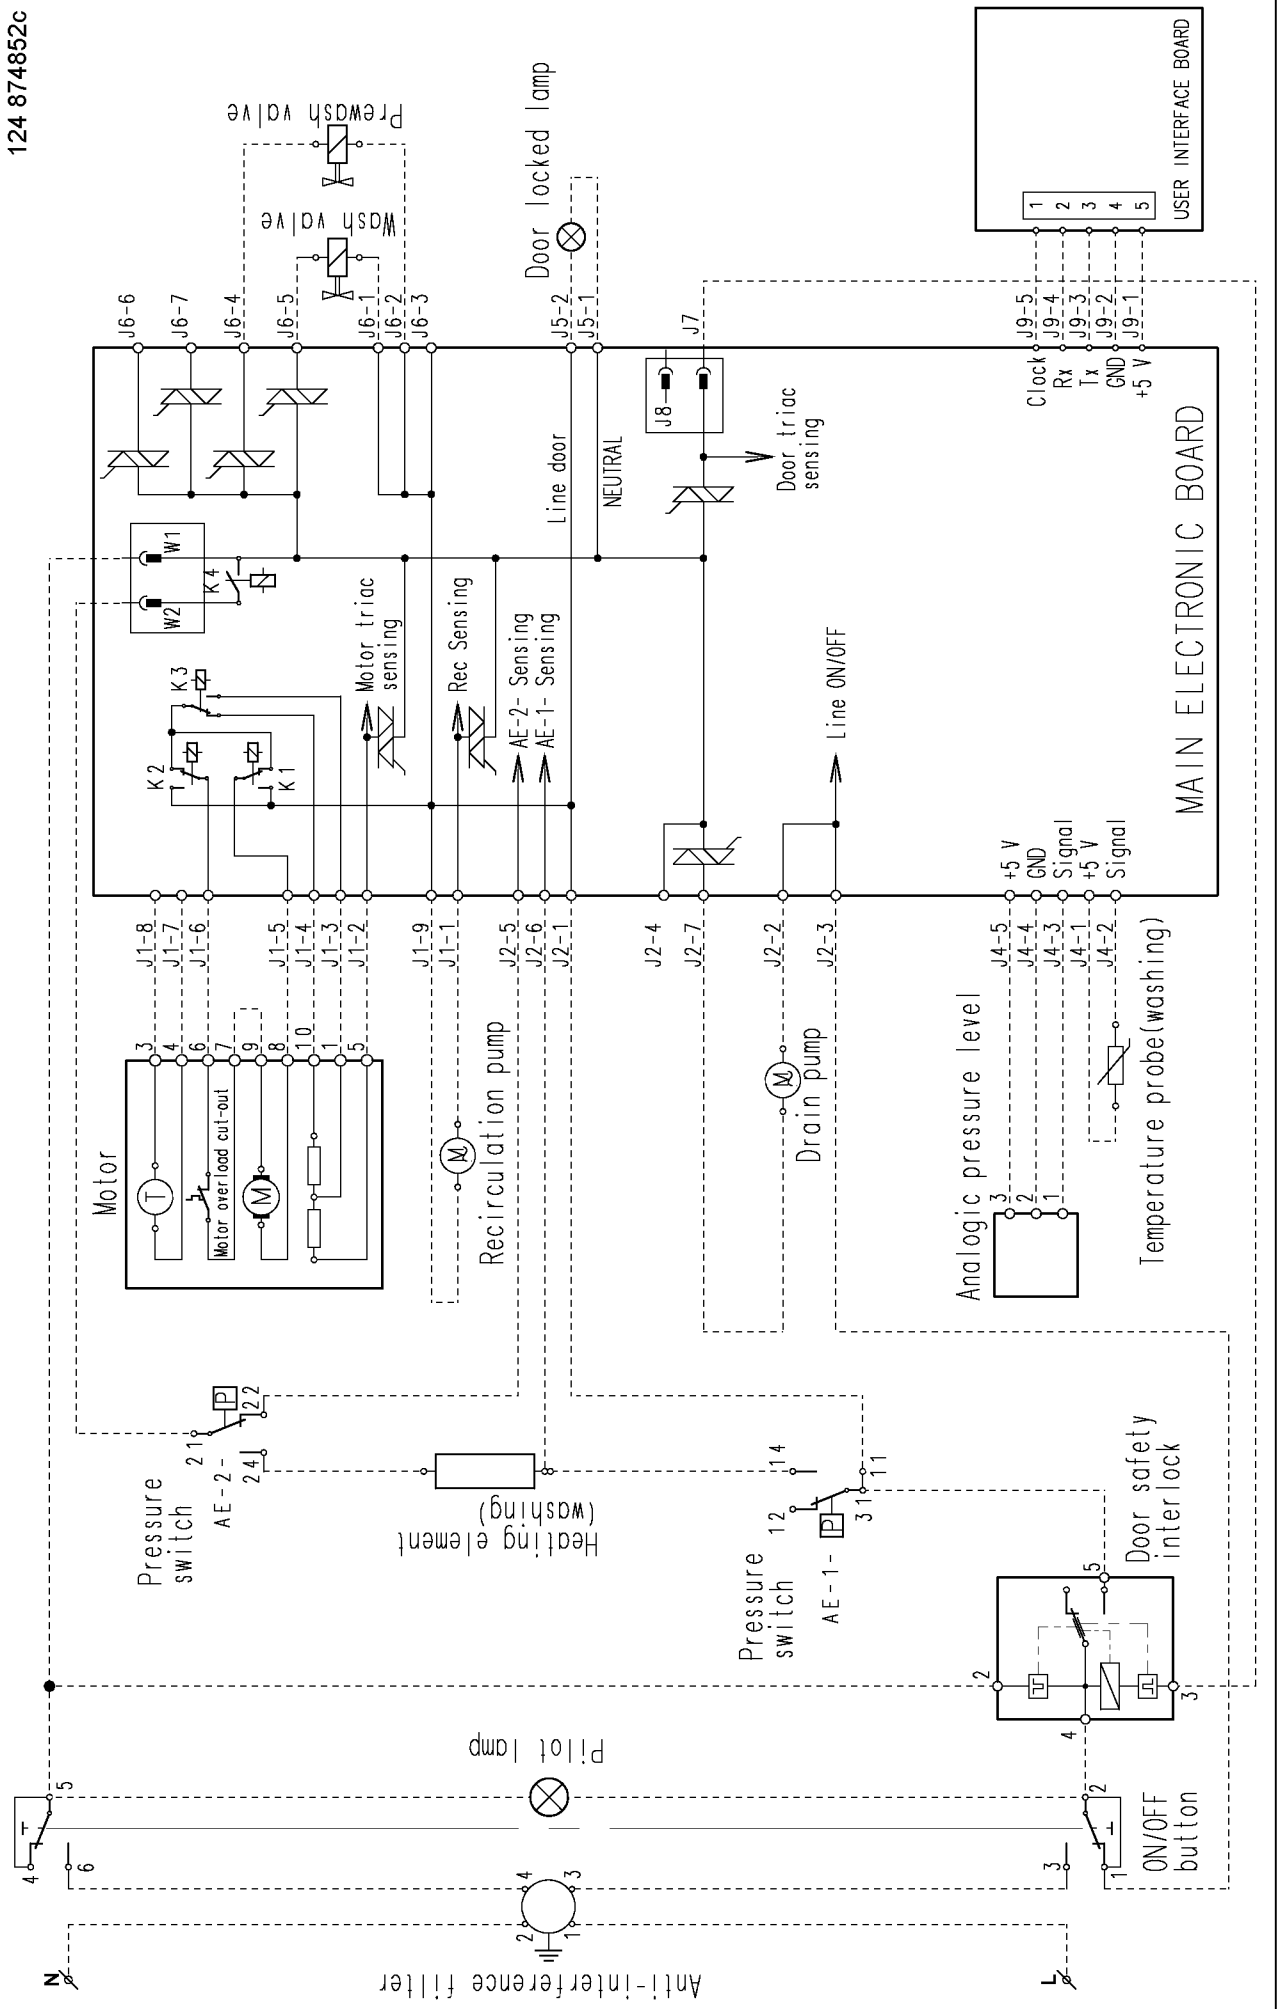 124 874852c
Prewash valve
Wash valve
Door locked lamp
USER INTERFACE BOARD
1
2
3
4
5
J6-6
J6-7
J6-4
J6-5
J6-1
J6-2
J6-3
J5-2
J5-1
J7
J9-5
J9-4
J9-3
J9-2
J9-1
Clock
Rx
Tx
GND
+5 V
J8
Door triac
sensing
Line door
NEUTRAL
W1
W2
K4
K3
K2
K1
Motor triac
sensing
Rec Sensing
AE-2- Sensing
AE-1- Sensing
Line ON/OFF
MAIN ELECTRONIC BOARD
+5 V
GND
Signal
+5 V
Signal
J1-8
J1-7
J1-6
J1-5
J1-4
J1-3
J1-2
J1-9
J1-1
J2-5
J2-6
J2-1
J2-4
J2-7
J2-2
J2-3
J4-5
J4-4
J4-3
J4-1
J4-2
3
4
6
7
9
8
10
1
5
Motor
T
Motor overload cut-out
M
Recirculation pump
M
Drain pump
M
Analogic pressure level
3
2
1
Temperature probe(washing)
Pressure
switch
AE-2-
P
21
22
24
Heating element
(washing)
Pressure
switch
AE-1-
P
12
14
11
31
Door safety
interlock
2
5
4
3
Pilot lamp
5
4
6
2
3
1
ON/OFF
button
4
3
2
1
Anti-interference filter
N
L